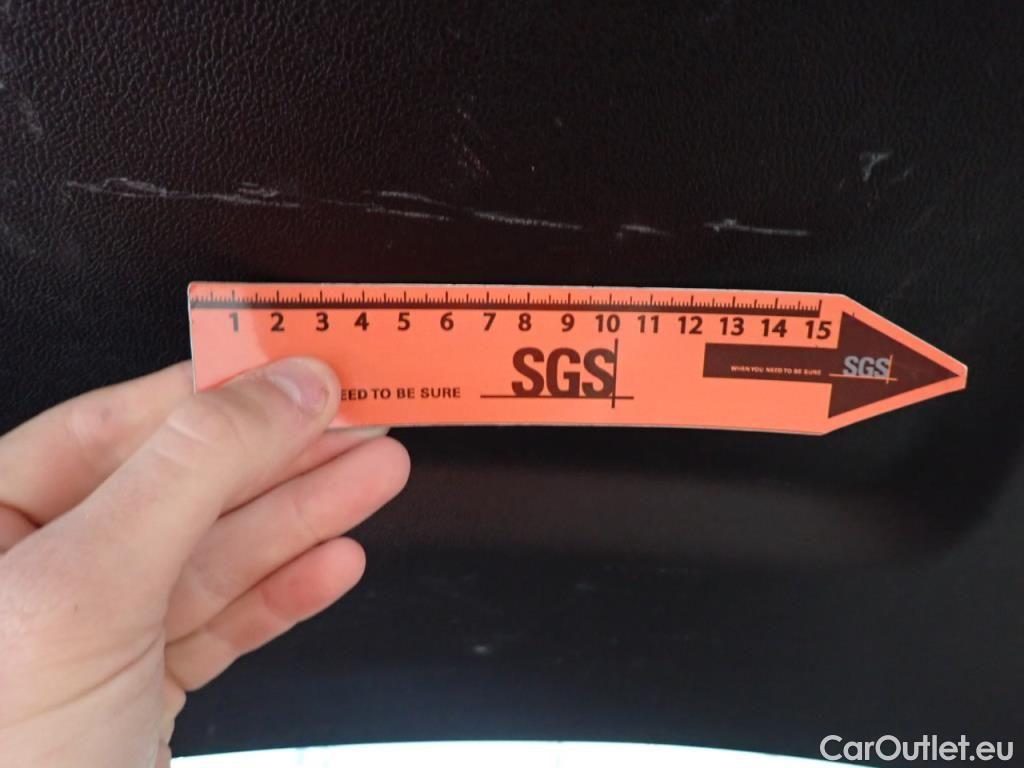 1 2 3 4 5 6 7 8 9 10 11 12 13 14 15
EED TO BE SURE
SGS
WHEN YOU NEED TO BE SURE
SGS
CarOutlet.eu